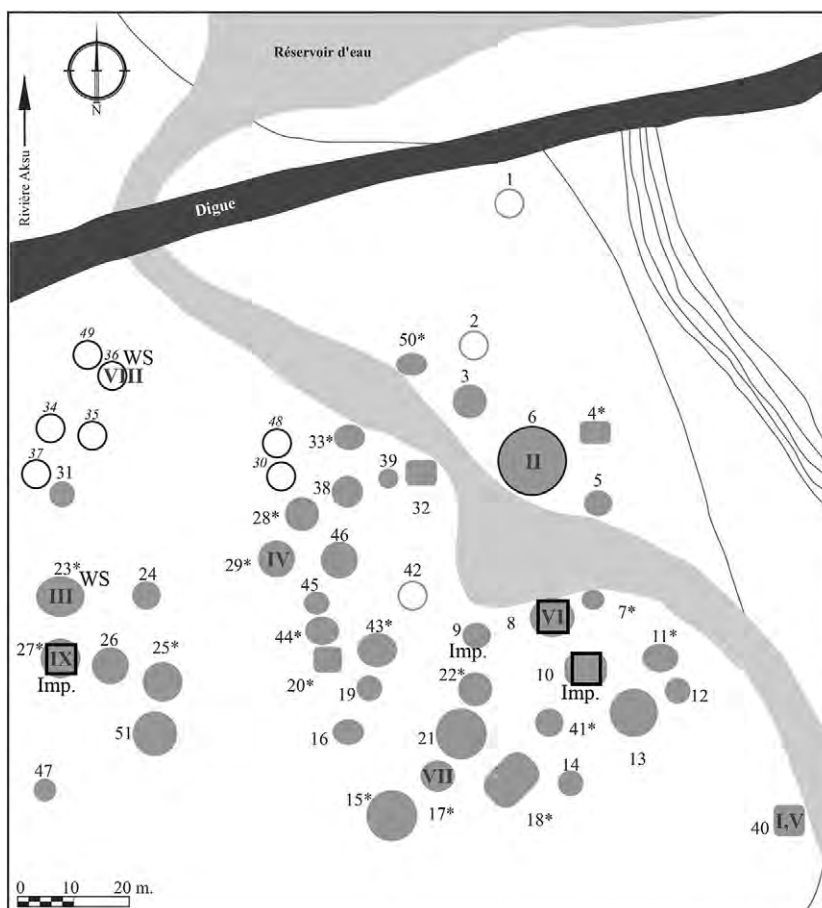 Réservoir d'eau
N
Rivière Aksu
Digue
1
2
50*
3
49
36 WS
VIII
6
4*
II
34
35
48
33*
37
31
30
39
38
32
5
28*
23* WS
24
IV
29*
46
42
III
45
7*
VI
8
44*
43*
9
Imp.
11*
27*
IX
Imp.
26
25*
20*
19
22*
10
Imp.
12
51
16
21
41*
13
47
VII
14
15*
17*
18*
40
I,V
0 10 20 m.